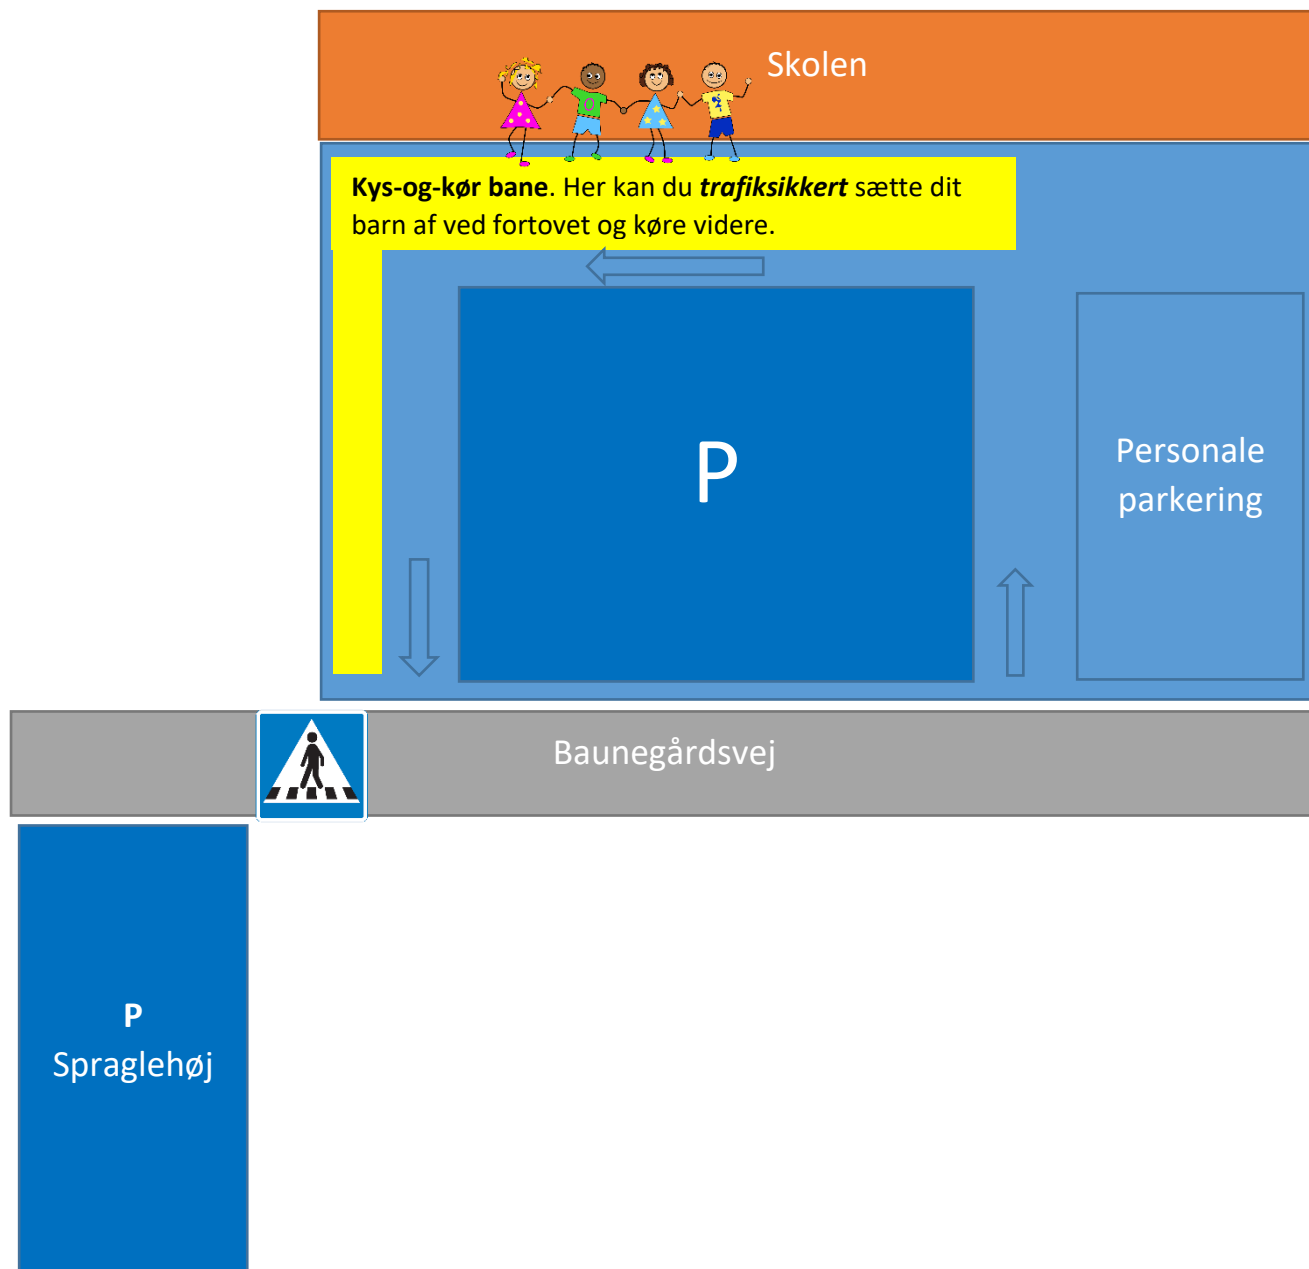 Skolen
Kys-og-kør bane. Her kan du trafiksikkert sætte dit
barn af ved fortovet og køre videre.
P
Personale
parkering
Baunegårdsvej
P
Spraglehøj